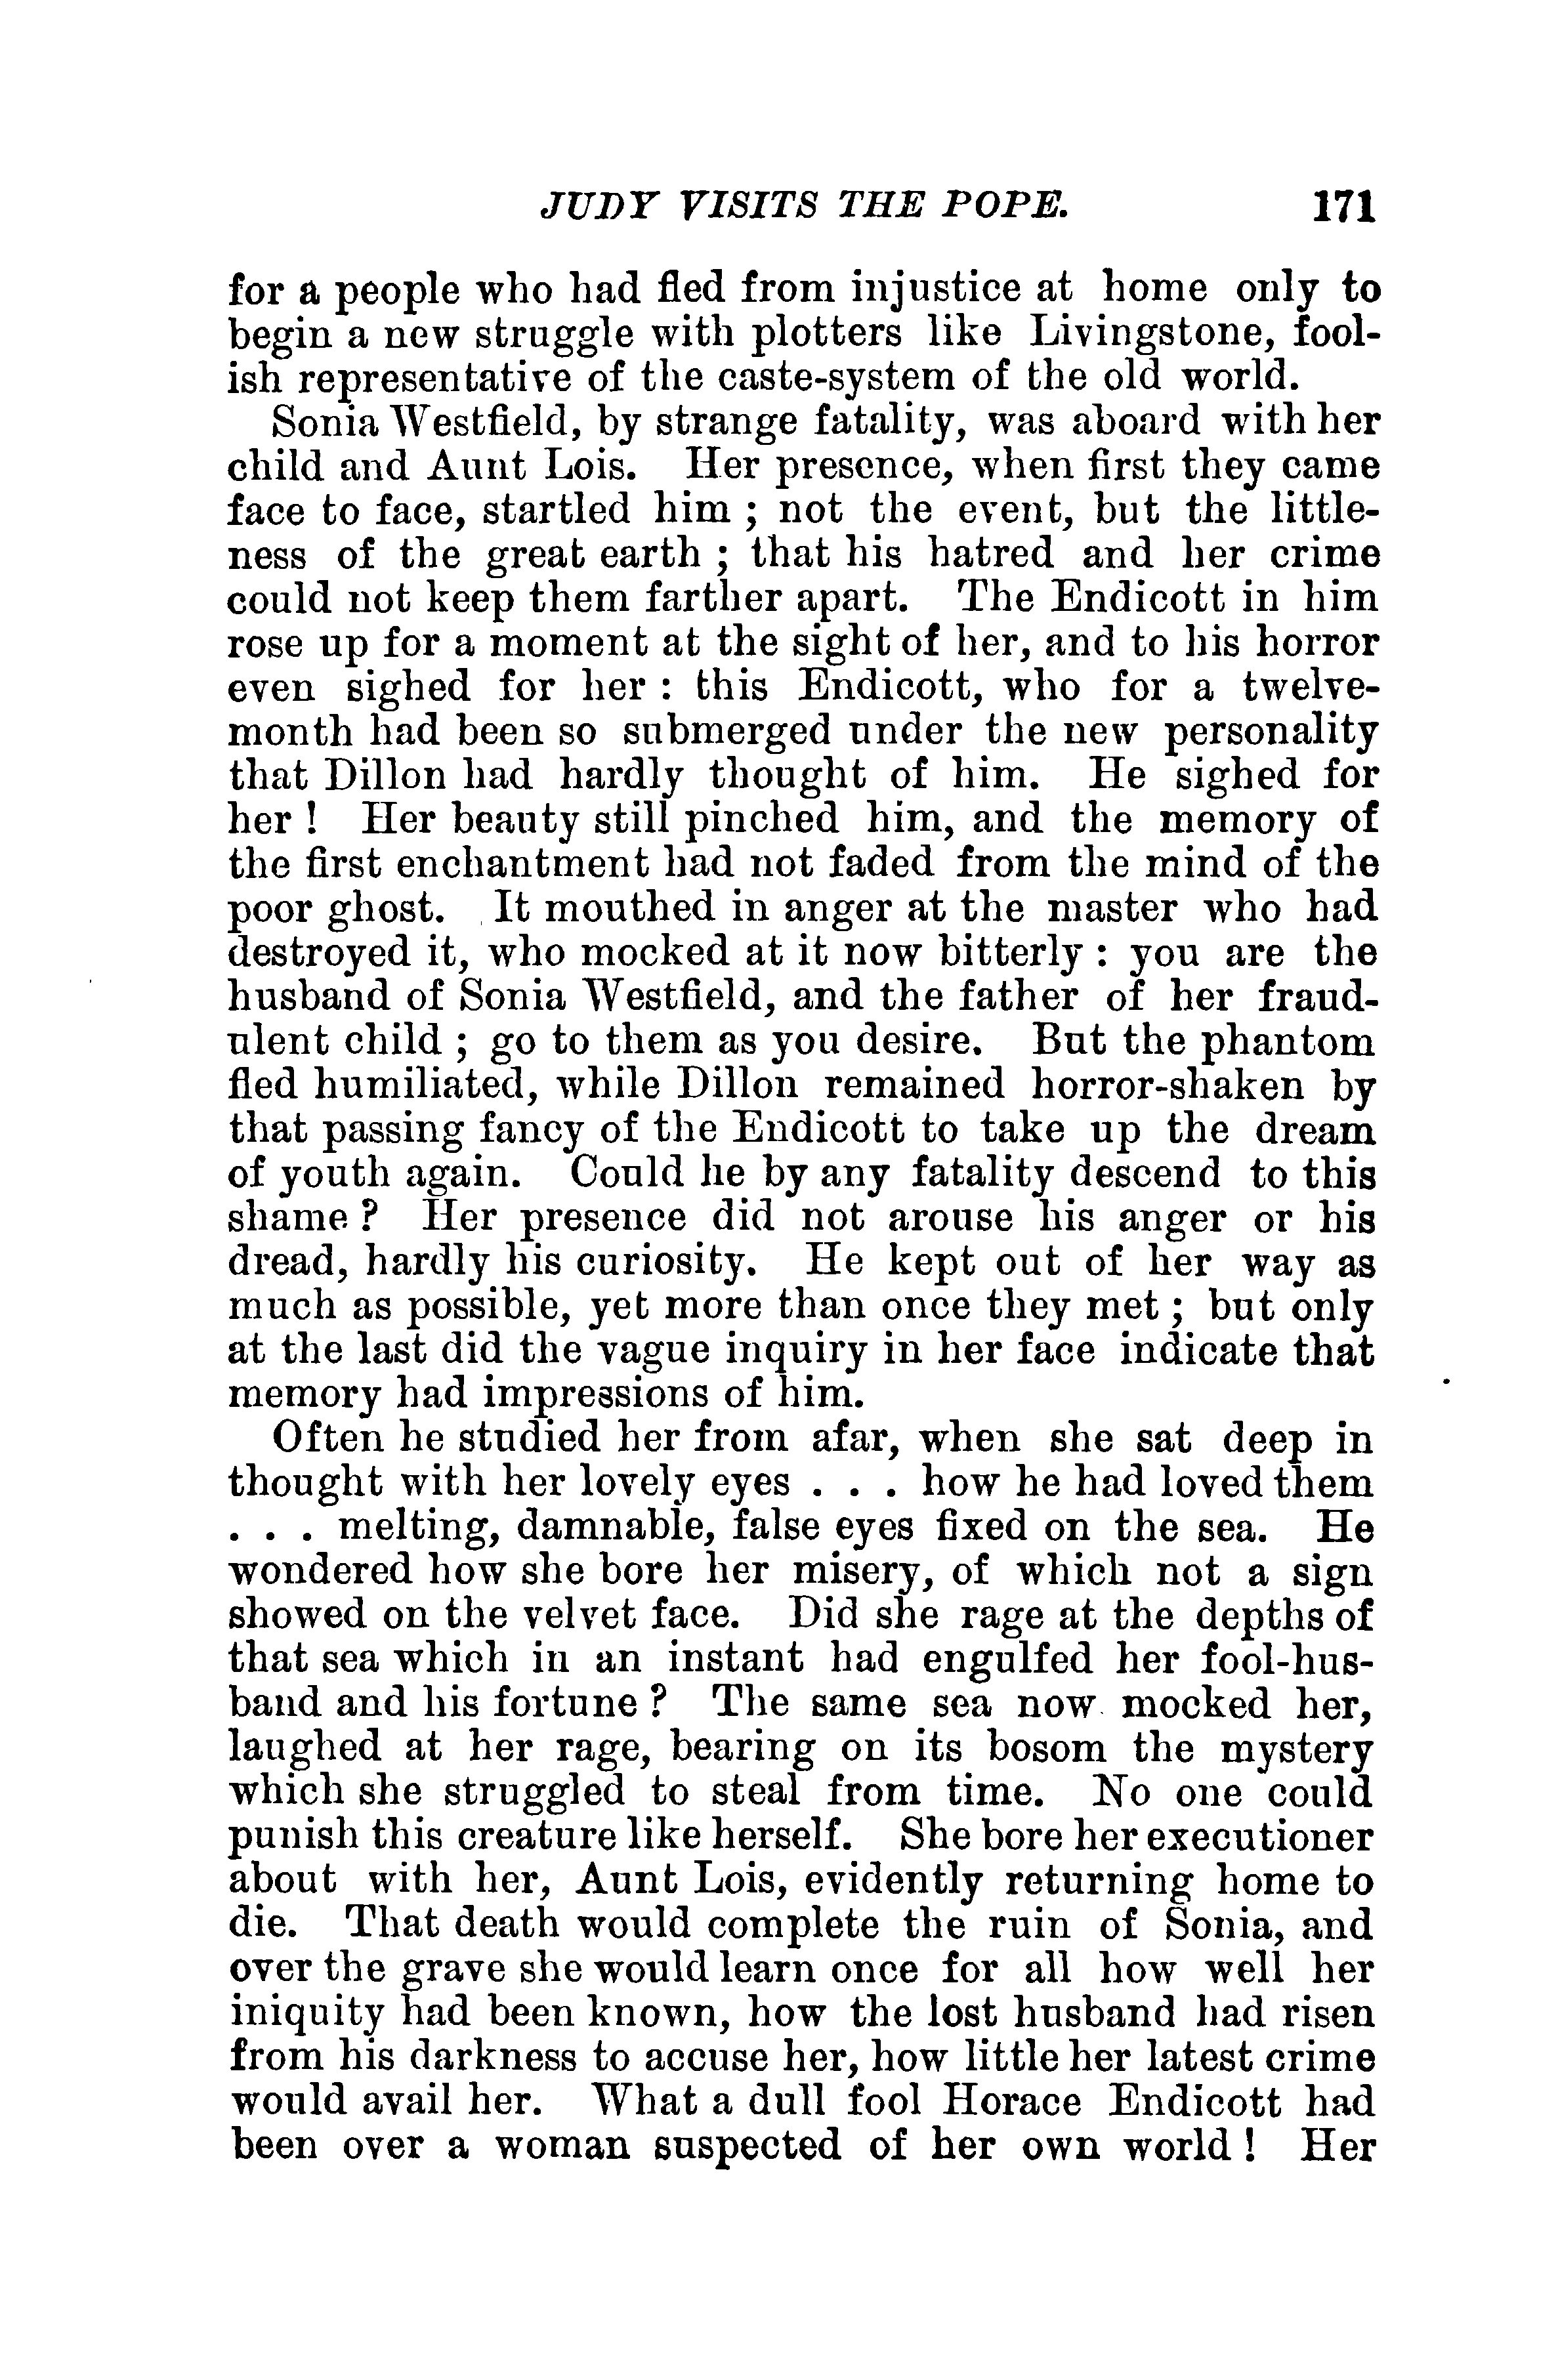 JUDY VISITS THE POPE. 171
for a people who had fled from injustice at home only to
begin a new struggle with plotters like Livingstone, fool-
ish representative of the caste-system of the old world.
Sonia Westfield, by strange fatality, was aboard with her
child and Aunt Lois. Her presence, when first they came
face to face, startled him ; not the event, but the little-
ness of the great earth ; that his hatred and her crime
could not keep them farther apart. The Endicott in him
rose up for a moment at the sight of her, and to his horror
even sighed for her : this Endicott, who for a twelve-
month had been so submerged under the new personality
that Dillon had hardly thought of him. He sighed for
her ! Her beauty still pinched him, and the memory of
the first enchantment had not faded from the mind of the
poor ghost. It mouthed in anger at the master who had
destroyed it, who mocked at it now bitterly : you are the
husband of Sonia Westfield, and the father of her fraud-
ulent child ; go to them as you desire. But the phantom
fled humiliated, while Dillon remained horror-shaken by
that passing fancy of the Endicott to take up the dream
of youth again. Could he by any fatality descend to this
shame ? Her presence did not arouse his anger or his
dread, hardly his curiosity. He kept out of her way as
much as possible, yet more than once they met ; but only
at the last did the vague inquiry in her face indicate that
memory had impressions of him.
Often he studied her from afar, when she sat deep in
thought with her lovely eyes . . . how he had loved them
. . . melting, damnable, false eyes fixed on the sea. He
wondered how she bore her misery, of which not a sign
showed on the velvet face. Did she rage at the depths of
that sea which in an instant had engulfed her fool-hus-
band and his fortune ? The same sea now mocked her,
laughed at her rage, bearing on its bosom the mystery
which she struggled to steal from time. No one could
punish this creature like herself. She bore her executioner
about with her, Aunt Lois, evidently returning home to
die. That death would complete the ruin of Sonia, and
over the grave she would learn once for all how well her
iniquity had been known, how the lost husband had risen
from his darkness to accuse her, how little her latest crime
would avail her. What a dull fool Horace Endicott had
been over a woman suspected of her own world ! Her